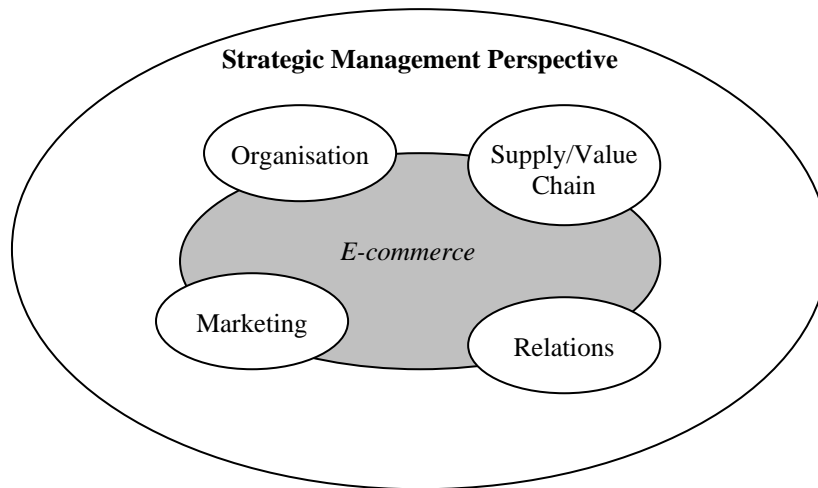 Strategic Management Perspective
Organisation
Supply/Value
Chain
E-commerce
Marketing
Relations